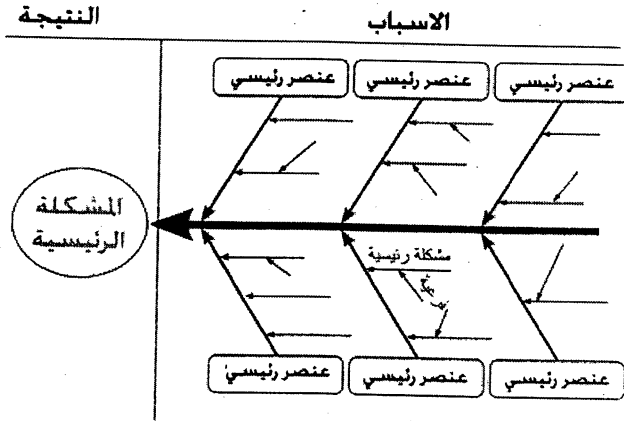 الاسباب
النتيجة
عنصر رئيسي
عنصر رئيسي
عنصر رئيسي
المشكلة
الرئيسية
مشكلة رئيسية
عنصر رئيسي
عنصر رئيسي
عنصر رئيسي